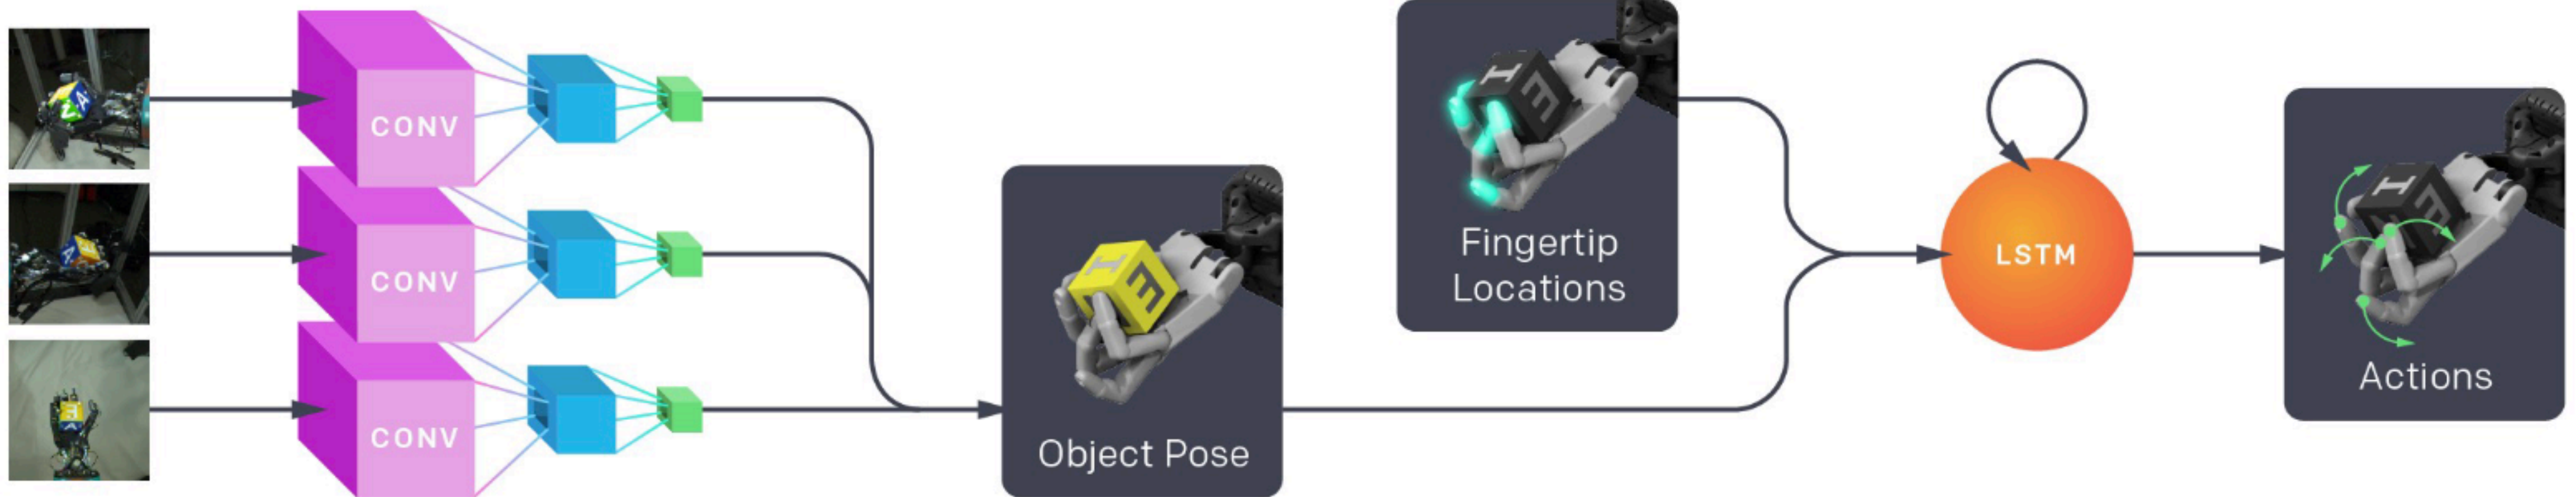 CONV
CONV
CONV
Object Pose
I
E
Fingertip
Locations
I
E
LSTM
Actions
I
E
Z
A
A
E
E
A